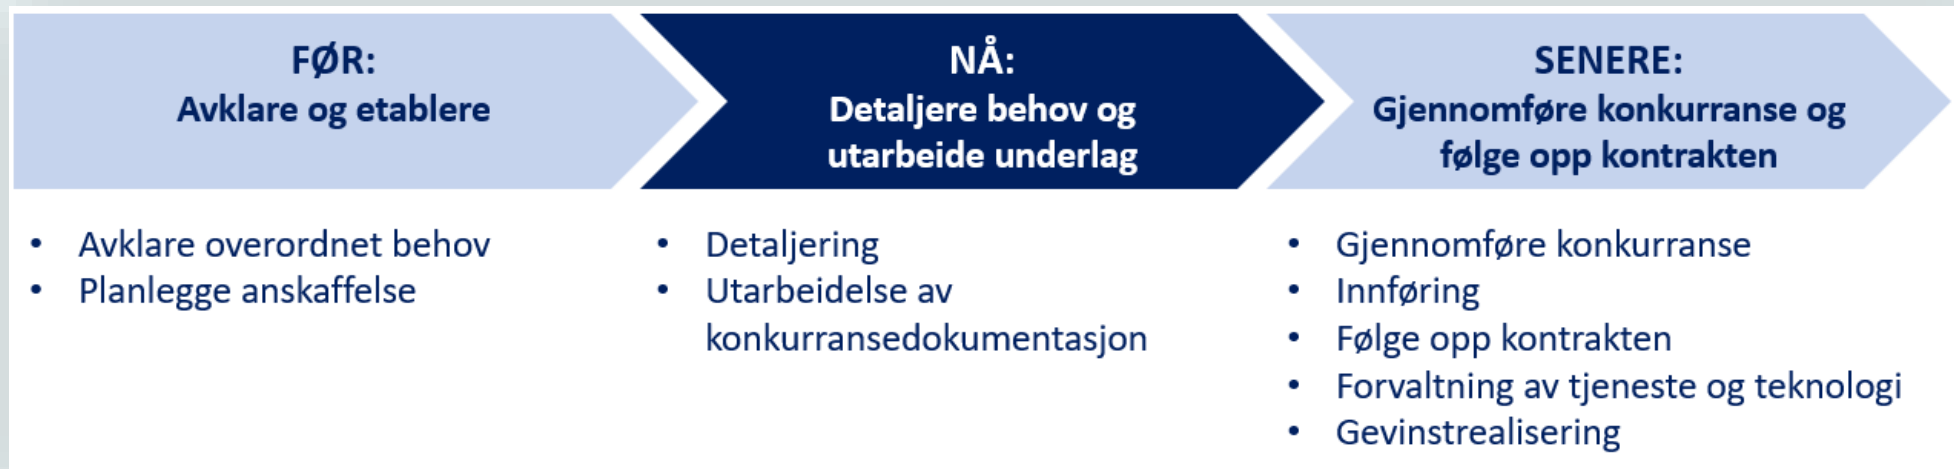 FØR:
Avklare og etablere
• Avklare overordnet behov
• Planlegge anskaffelse
NÅ:
Detaljere behov og
utarbeide underlag
• Detaljering
• Utarbeidelse av
konkurransedokumentasjon
SENERE:
Gjennomføre konkurranse og
følge opp kontrakten
• Gjennomføre konkurranse
• Innføring
• Følge opp kontrakten
• Forvaltning av tjeneste og teknologi
• Gevinstrealisering